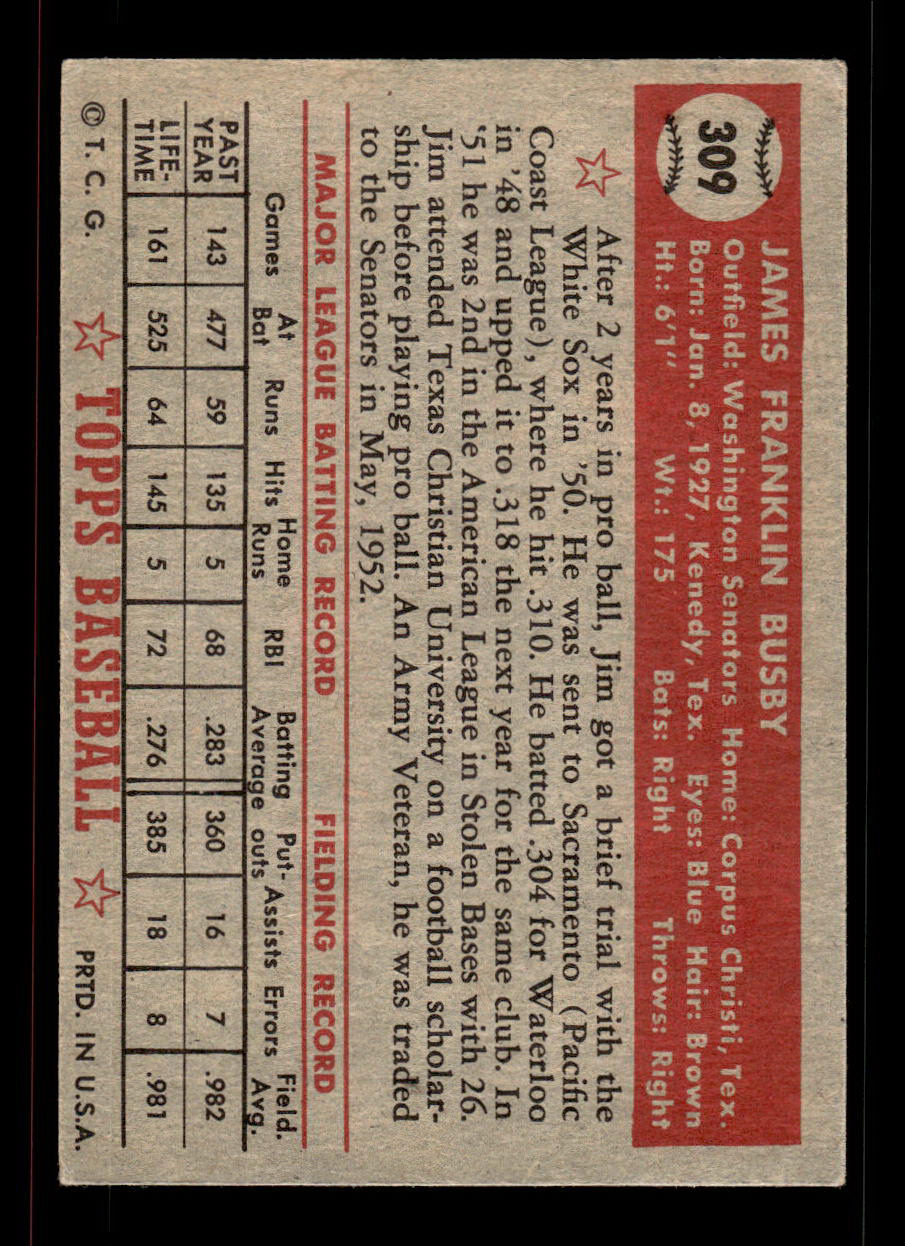 309
JAMES FRANKLIN BUSBY
Outfield: Washington Senators Home: Corpus Christi, Tex.
Born: Jan. 8, 1927, Kenedy, Tex. Eyes: Blue Hair: Brown
Ht.: 6'1" Wt.: 175 Bats: Right Throws: Right
After 2 years in pro ball, Jim got a brief trial with the
White Sox in '50. He was sent to Sacramento (Pacific
Coast League), where he hit .310. He batted .304 for Waterloo
in '48 and upped it to .318 the next year for the same club. In
'51 he was 2nd in the American League in Stolen Bases with 26.
Jim attended Texas Christian University on a football scholar-
ship before playing pro ball. An Army Veteran, he was traded
to the Senators in May, 1952.
MAJOR LEAGUE BATTING RECORD FIELDING RECORD
Games At Bat Runs Hits Home Runs RBI Batting Average Put-outs Assists Errors Field. Avg.
PAST YEAR 143 477 59 135 5 68 .283 360 16 7 .982
LIFE-TIME 161 525 64 145 5 72 .276 385 18 8 .981
© T. C. G. TOPPS BASEBALL PRTD. IN U.S.A.